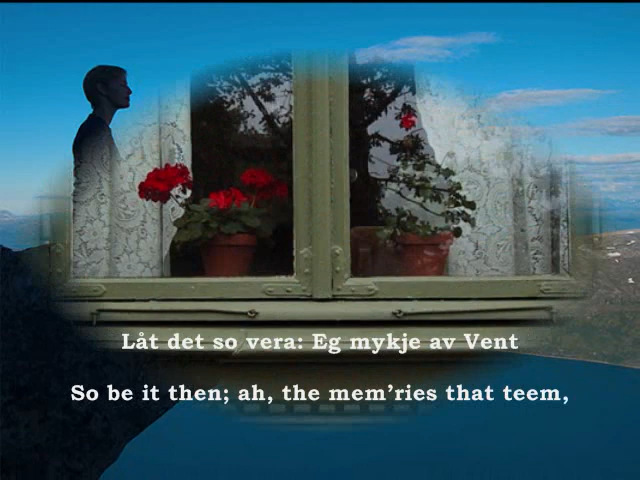 Låt det so vera: Eg mykje av Vent
So be it then; ah, the mem’ries that teem,